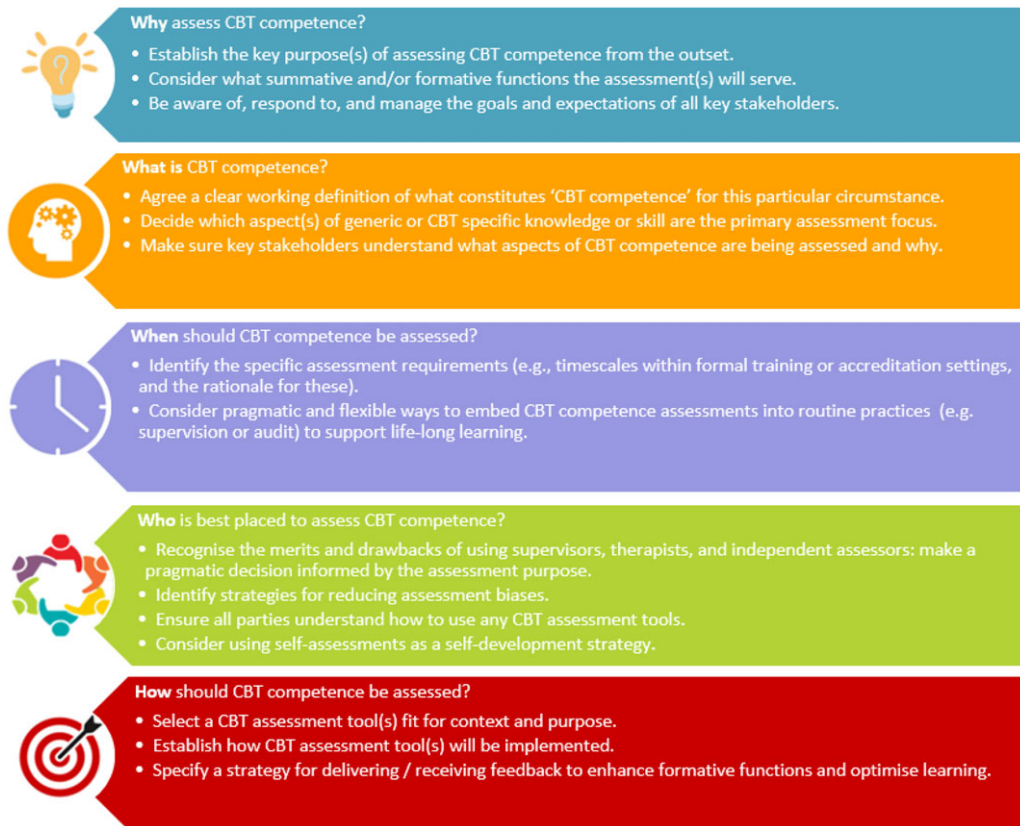 Why assess CBT competence?
• Establish the key purpose(s) of assessing CBT competence from the outset.
• Consider what summative and/or formative functions the assessment(s) will serve.
• Be aware of, respond to, and manage the goals and expectations of all key stakeholders.
What is CBT competence?
• Agree a clear working definition of what constitutes ‘CBT competence’ for this particular circumstance.
• Decide which aspect(s) of generic or CBT specific knowledge or skill are the primary assessment focus.
• Make sure key stakeholders understand what aspects of CBT competence are being assessed and why.
When should CBT competence be assessed?
• Identify the specific assessment requirements (e.g., timescales within formal training or accreditation settings,
and the rationale for these).
• Consider pragmatic and flexible ways to embed CBT competence assessments into routine practices (e.g.
supervision or audit) to support life-long learning.
Who is best placed to assess CBT competence?
• Recognise the merits and drawbacks of using supervisors, therapists, and independent assessors: make a
pragmatic decision informed by the assessment purpose.
• Identify strategies for reducing assessment biases.
• Ensure all parties understand how to use any CBT assessment tools.
• Consider using self-assessments as a self-development strategy.
How should CBT competence be assessed?
• Select a CBT assessment tool(s) fit for context and purpose.
• Establish how CBT assessment tool(s) will be implemented.
• Specify a strategy for delivering / receiving feedback to enhance formative functions and optimise learning.